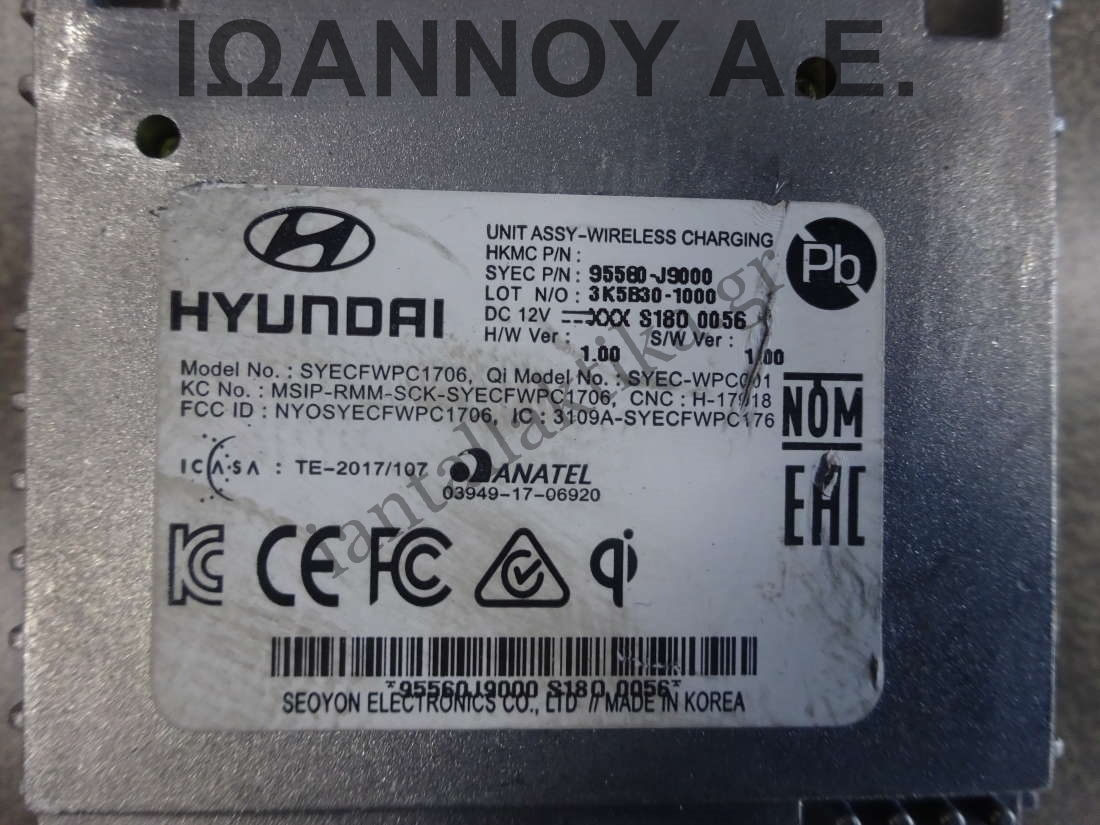 ΙΩΑΝΝΟΥ Α.Ε.
HYUNDAI
UNIT ASSY-WIRELESS CHARGING
HKMC P/N :
SYEC P/N : 95560-J9000
LOT N/O : 3K5B30-1000
DC 12V XXX S180 0056
H/W Ver : 1.00 S/W Ver : 1.00
Pb
Model No. : SYECFWPC1706, Qi Model No. : SYEC-WPC001
KC No. : MSIP-RMM-SCK-SYECFWPC1706, CNC : H-17918
FCC ID : NYOSYECFWPC1706, IC : 3109A-SYECFWPC176
NOM
ICASA : TE-2017/107 ANATEL
03949-17-06920
EAC
KC CE FC qi
*95560J9000 S180 0056*
SEOYON ELECTRONICS CO., LTD // MADE IN KOREA
iantallaktika.gr